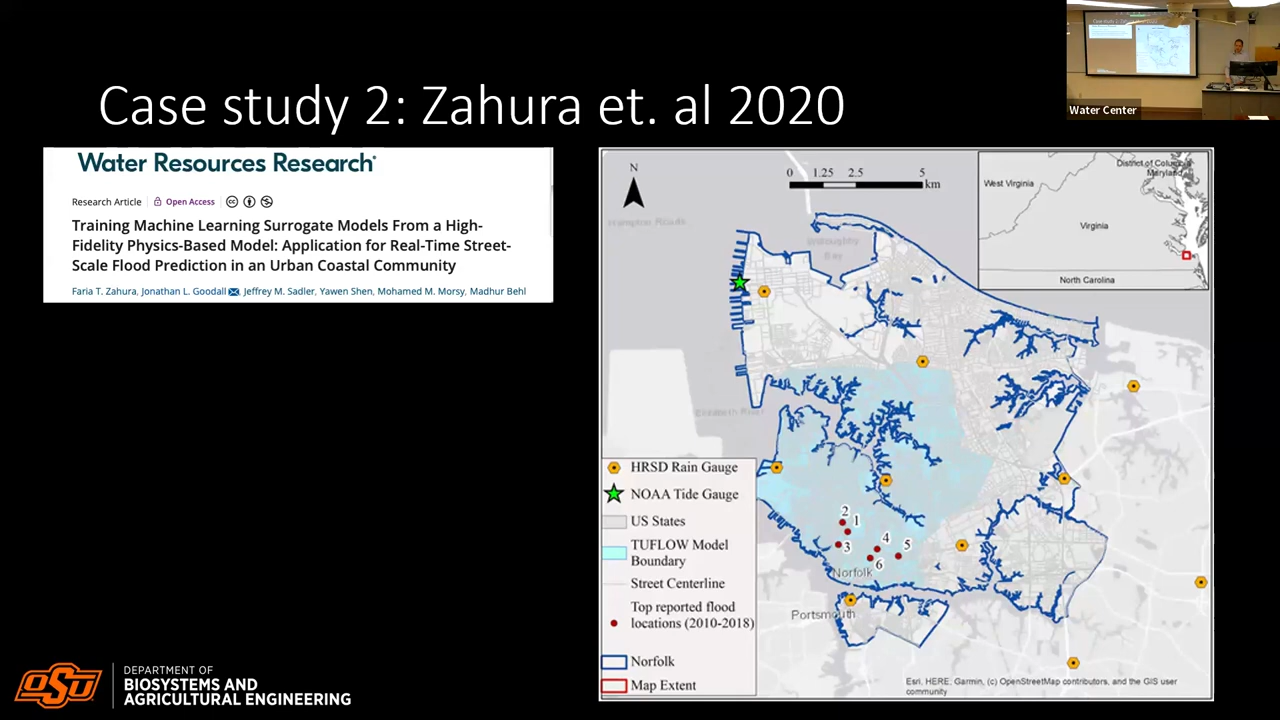 Case study 2: Zahura et. al 2020
Water Center
Water Resources Research
Research Article
Open Access
Training Machine Learning Surrogate Models From a High-
Fidelity Physics-Based Model: Application for Real-Time Street-
Scale Flood Prediction in an Urban Coastal Community
Faria T. Zahura, Jonathan L. Goodall, Jeffrey M. Sadler, Yawen Shen, Mohamed M. Morsy, Madhur Behl
N
0 1.25 2.5 5
km
District of Columbia
Maryland
West Virginia
Virginia
North Carolina
Hampton Roads
Willoughby
Bay
Elizabeth River
2
1
3
4
5
6
Norfolk
Portsmouth
HRSD Rain Gauge
NOAA Tide Gauge
US States
TUFLOW Model
Boundary
Street Centerline
Top reported flood
locations (2010-2018)
Norfolk
Map Extent
Esri, HERE, Garmin, (c) OpenStreetMap contributors, and the GIS user
community
OSU
DEPARTMENT OF
BIOSYSTEMS AND
AGRICULTURAL ENGINEERING